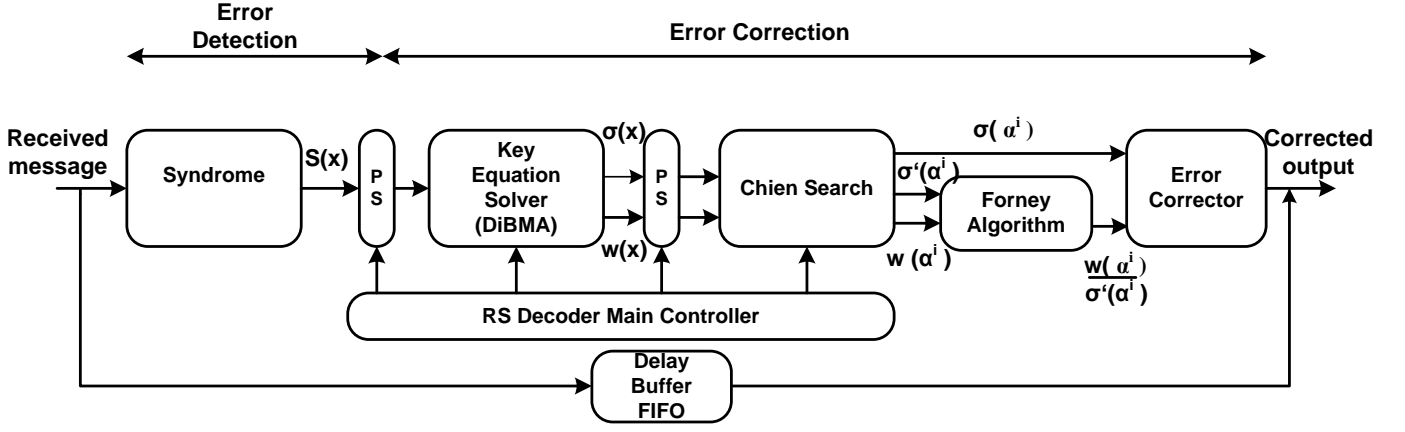 Error
Detection
Error Correction
Received
message
Syndrome
S(x)
P
S
Key
Equation
Solver
(DiBMA)
σ(x)
w(x)
P
S
Chien Search
σ( αⁱ)
σ‘(αⁱ)
w (αⁱ)
Forney
Algorithm
w( αⁱ)
σ‘(αⁱ)
Error
Corrector
Corrected
output
RS Decoder Main Controller
Delay
Buffer
FIFO